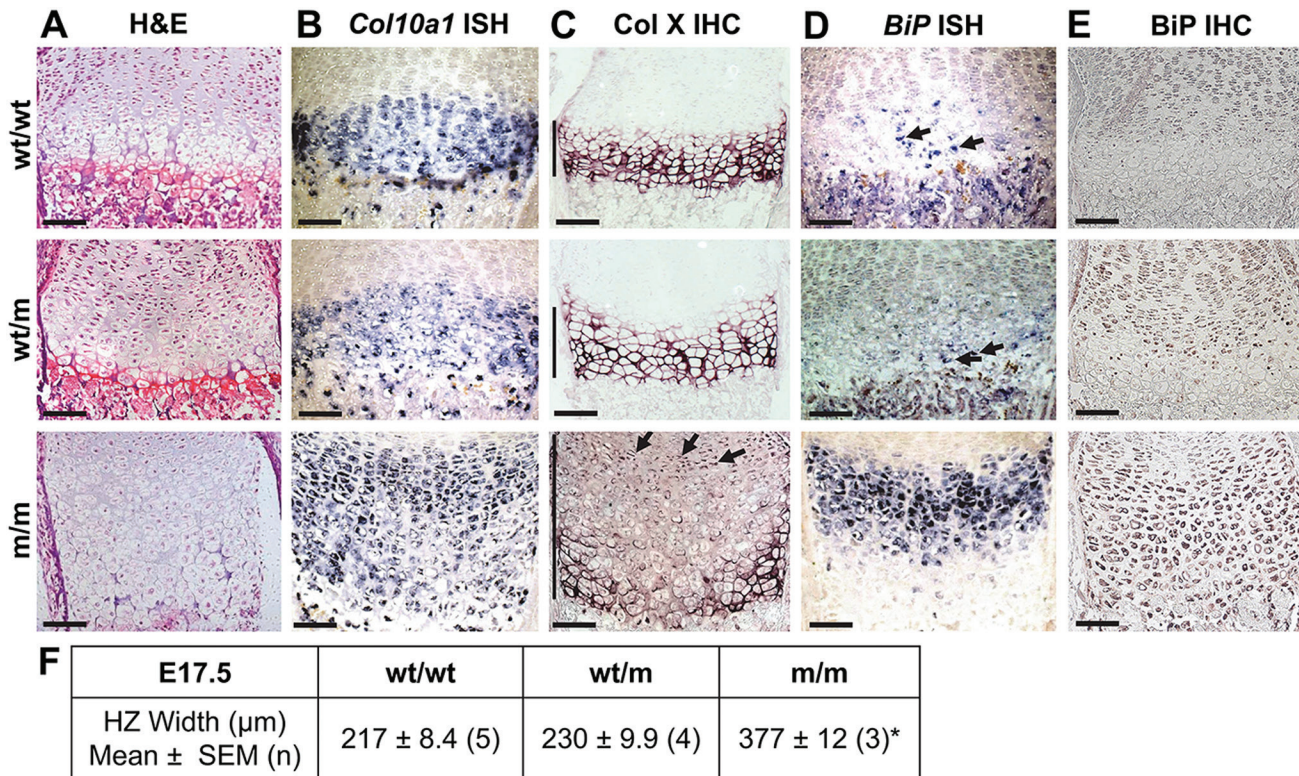 A B C D E
H&E Col10a1 ISH Col X IHC BiP ISH BiP IHC
wt/wt
wt/m
m/m
F
E17.5 wt/wt wt/m m/m
HZ Width (µm) 217 ± 8.4 (5) 230 ± 9.9 (4) 377 ± 12 (3)*
Mean ± SEM (n)